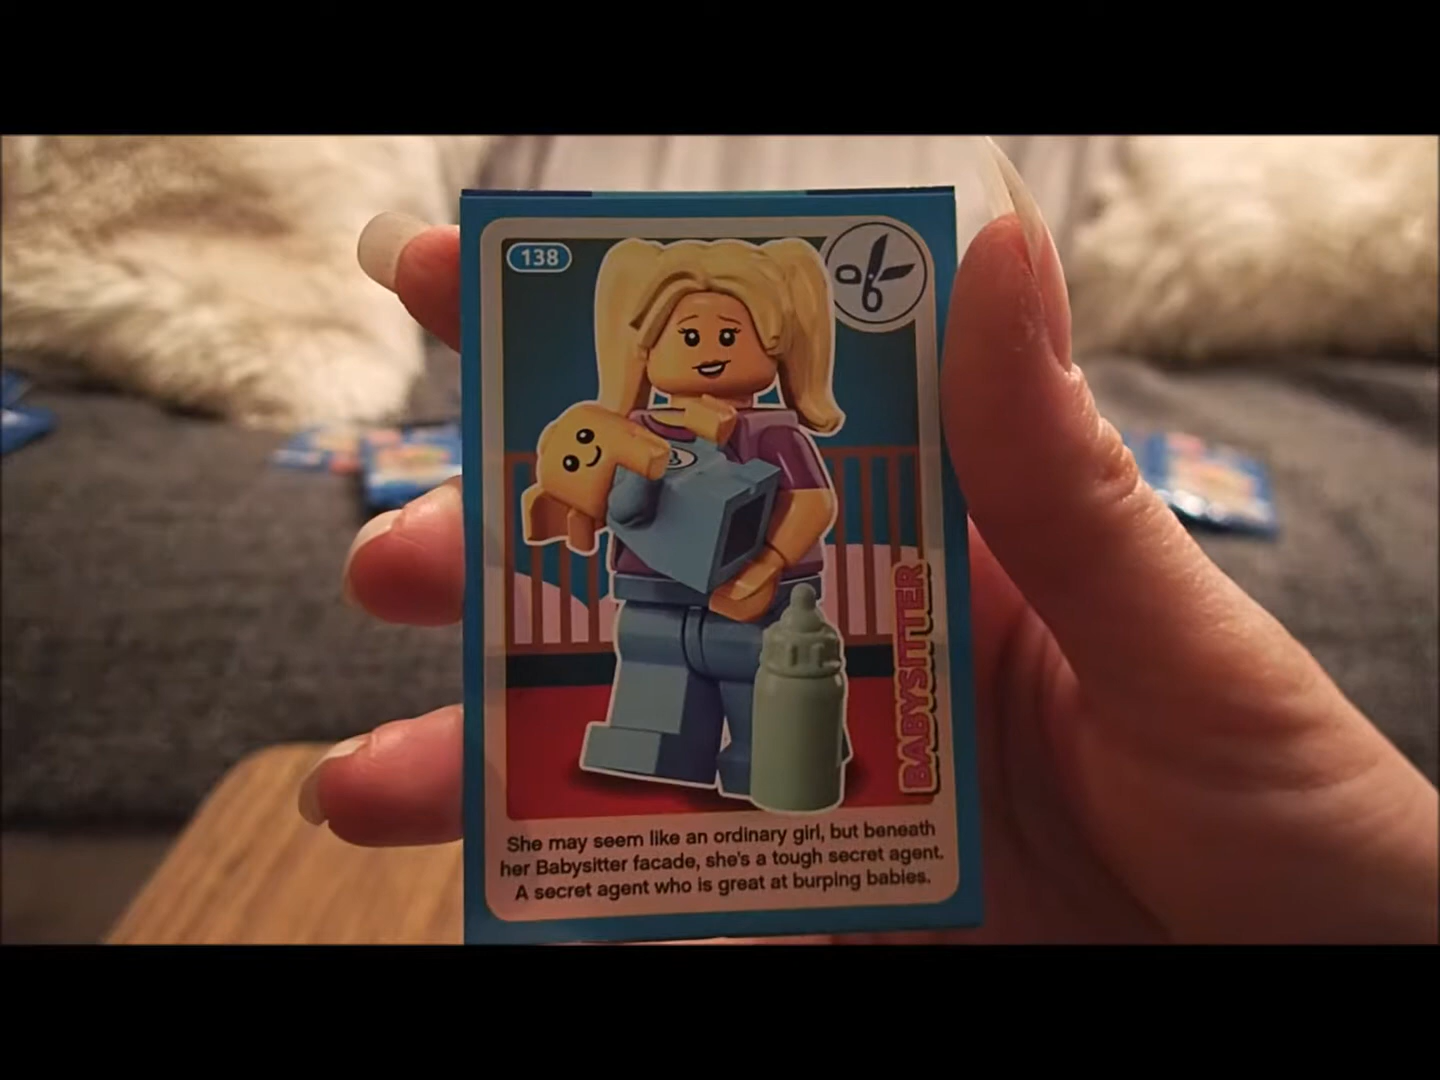 138
BABYSITTER
She may seem like an ordinary girl, but beneath
her Babysitter facade, she's a tough secret agent.
A secret agent who is great at burping babies.